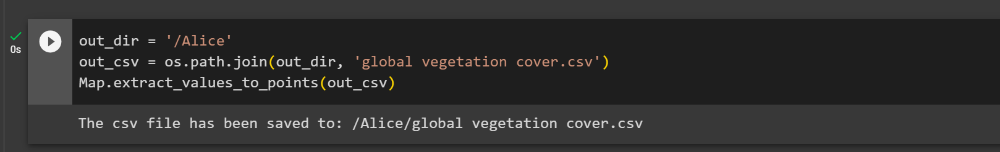 out_dir = '/Alice'
0s
out_csv = os.path.join(out_dir, 'global vegetation cover.csv')
Map.extract_values_to_points(out_csv)
The csv file has been saved to: /Alice/global vegetation cover.csv